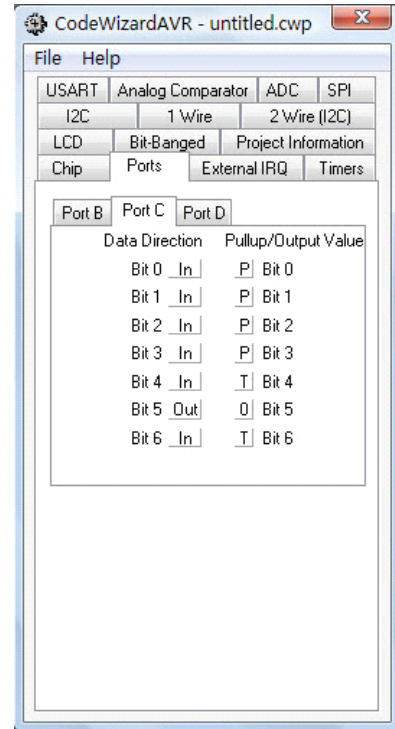 CodeWizardAVR - untitled.cwp
File Help
USART Analog Comparator ADC SPI
I2C 1 Wire 2 Wire (I2C)
LCD Bit-Banged Project Information
Chip Ports External IRQ Timers
Port B Port C Port D
Data Direction Pullup/Output Value
Bit 0 In P Bit 0
Bit 1 In P Bit 1
Bit 2 In P Bit 2
Bit 3 In P Bit 3
Bit 4 In T Bit 4
Bit 5 Out 0 Bit 5
Bit 6 In T Bit 6